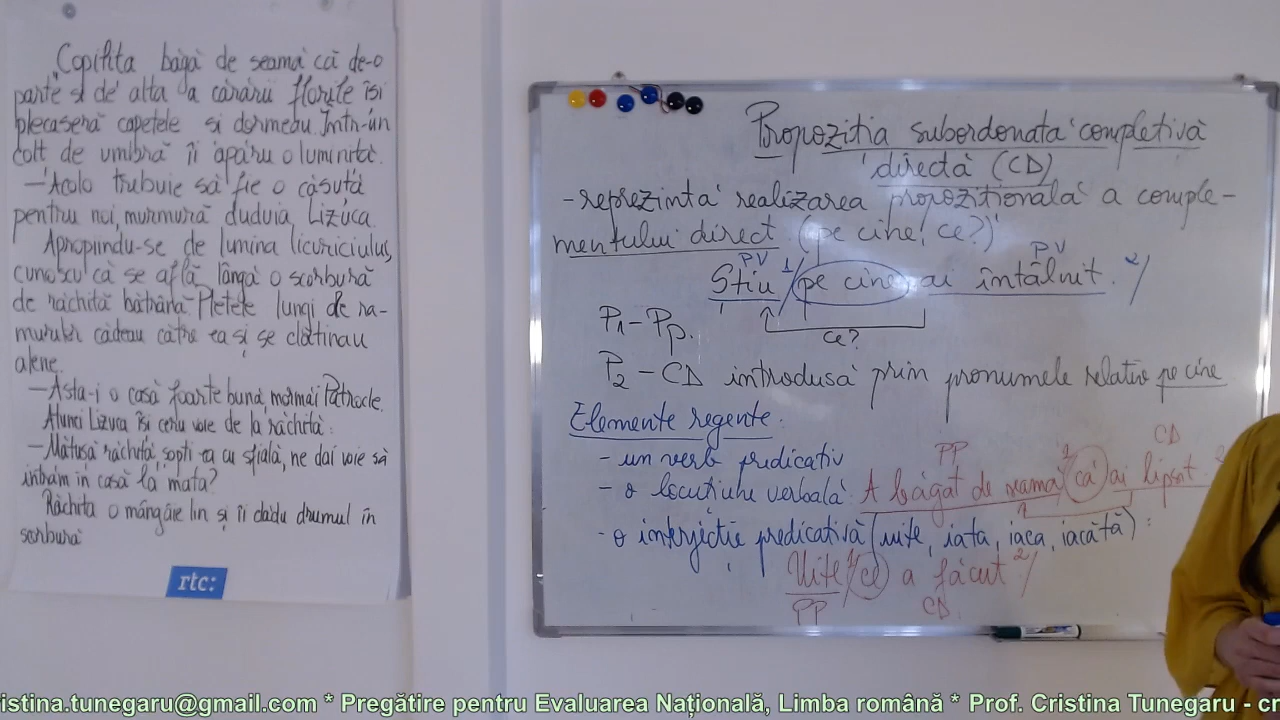 Copilița băgă de seamă că de-o
parte și de alta a cărării florile își
plecaseră capetele și dormeau. Într-un
colț de umbră îi apăru o luminiță.
– Acolo trebuie să fie o căsuță
pentru noi, murmură duduia Lizuca.
Apropiindu-se de lumina licuriciului,
cunoscu că se află lângă o scorbură
de răchită bătrână. Pletele lungi de ra-
murilor cădeau către ea și se clătinau
alene.
– Asta-i o casă foarte bună, mormăi Patrocle.
Atunci Lizuca își ceru voie de la răchită:
– Mătușă răchită, șopti ea cu sfială, ne dai voie să
intrăm în casă la mata?
Răchita o mângâie lin și îi dădu drumul în
scorbură
rtc:
Propoziția subordonată completivă
directă (CD)
- reprezintă realizarea propozițională a comple-
mentului direct. (pe cine? ce?)
PV PV
Știu 1/ pe cine ai întâlnit. 2/
ce?
P1 – PP.
P2 – CD introdusă prin pronumele relativ pe cine
Elemente regente:
- un verb predicativ
PP CD
- o locuțiune verbală: A băgat de seamă 1/ că ai lipsit. 2/
- o interjecție predicativă (uite, iată, iaca, iacătă):
Uite 1/ ce a făcut 2/
PP CD
istina.tunegaru@gmail.com * Pregătire pentru Evaluarea Națională, Limba română * Prof. Cristina Tunegaru - cr